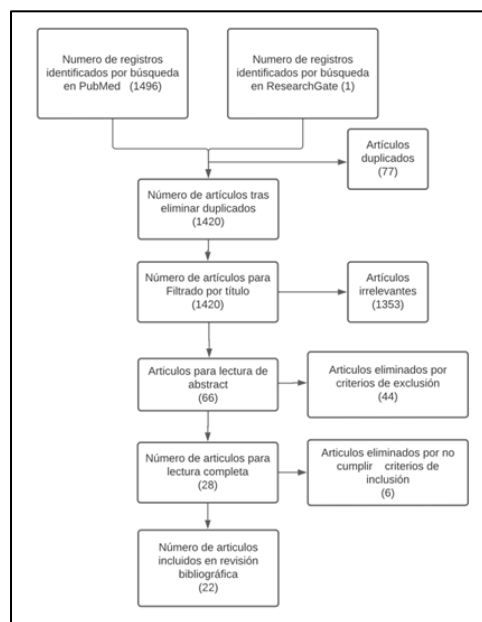 Numero de registros
identificados por búsqueda
en PubMed (1496)
Numero de registros
identificados por búsqueda
en ResearchGate (1)
Artículos
duplicados
(77)
Número de artículos tras
eliminar duplicados
(1420)
Número de artículos para
Filtrado por título
(1420)
Artículos
irrelevantes
(1353)
Articulos para lectura de
abstract
(66)
Articulos eliminados por
criterios de exclusión
(44)
Número de articulos para
lectura completa
(28)
Articulos eliminados por no
cumplir criterios de
inclusión
(6)
Número de articulos
incluidos en revisión
bibliográfica
(22)